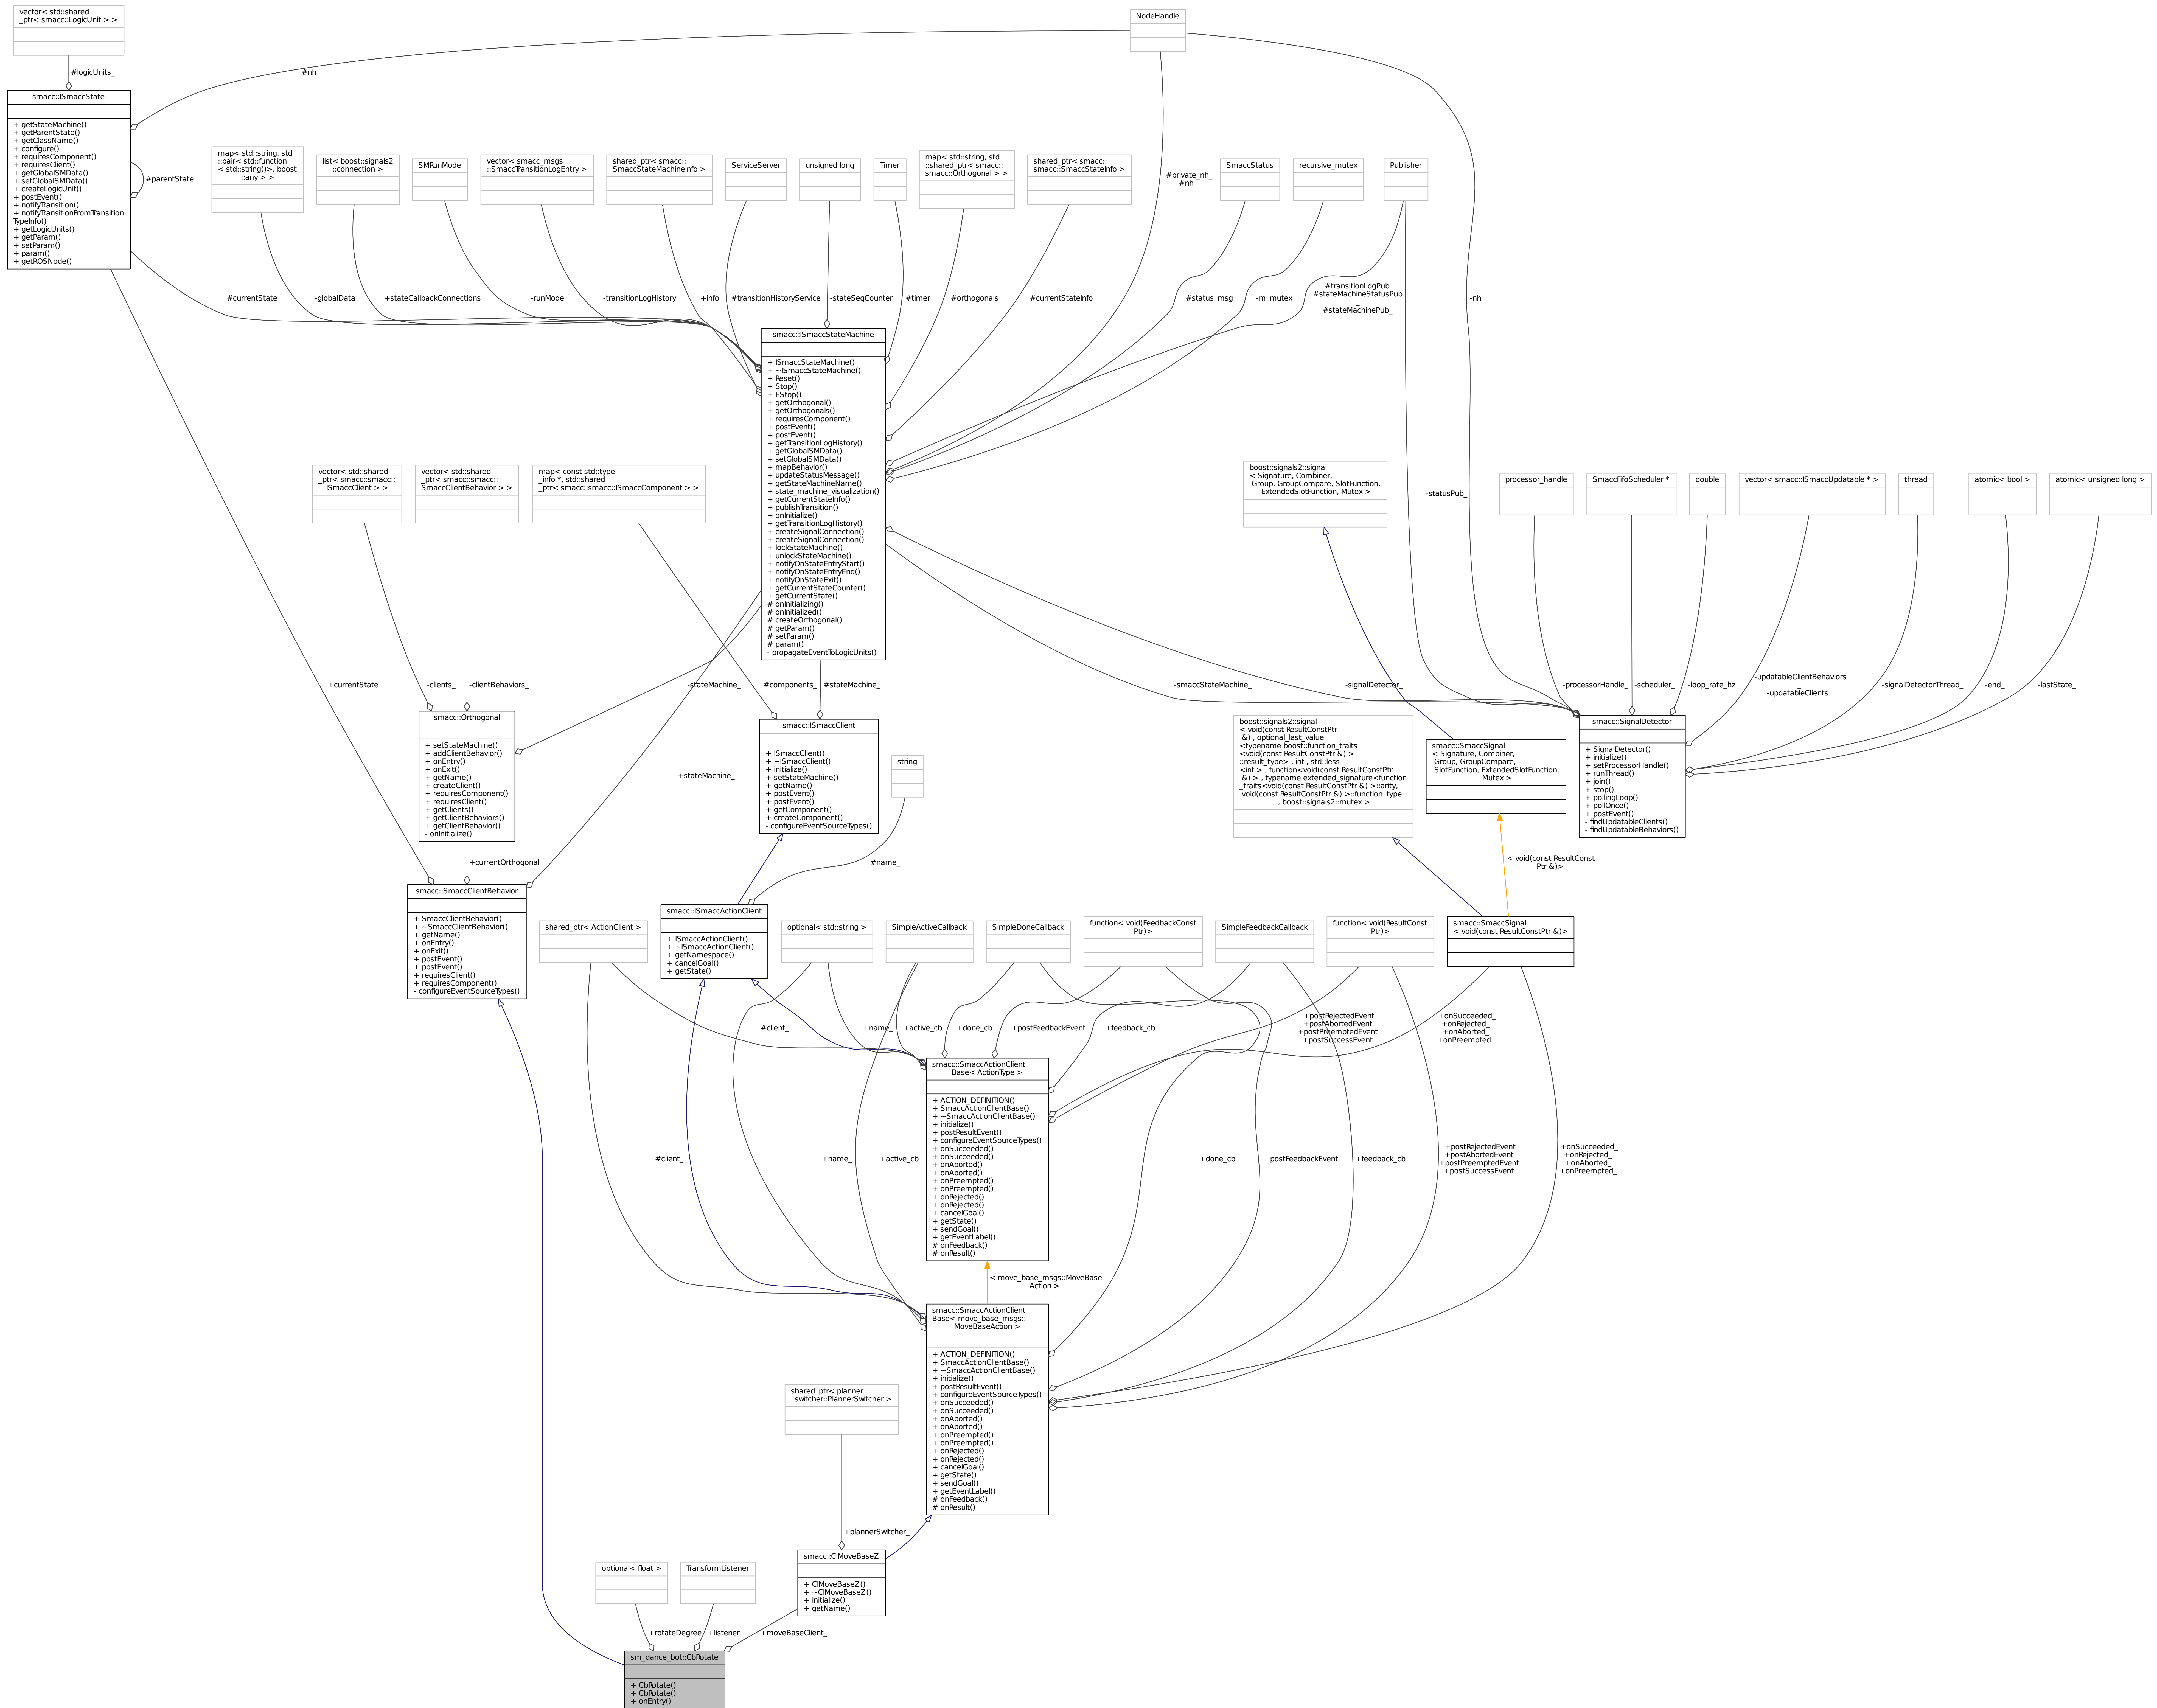 vector< std::shared
_ptr< smacc::LogicUnit > >
NodeHandle
#logicUnits_
#nh
smacc::ISmaccState
+ getStateMachine()
+ getParentState()
+ getClassName()
+ configure()
+ requiresComponent()
+ requiresClient()
+ getGlobalSMData()
+ setGlobalSMData()
+ createLogicUnit()
+ postEvent()
+ notifyTransition()
+ notifyTransitionFromTransition
TypeInfo()
+ getLogicUnits()
+ getParam()
+ setParam()
+ param()
+ getROSNode()
#parentState_
map< std::string, std
::pair< std::function
< std::string()>, boost
::any > >
list< boost::signals2
::connection >
SMRunMode
vector< smacc_msgs
::SmaccTransitionLogEntry >
shared_ptr< smacc::
SmaccStateMachineInfo >
ServiceServer
unsigned long
Timer
map< std::string, std
::shared_ptr< smacc::
smacc::Orthogonal > >
shared_ptr< smacc::
smacc::SmaccStateInfo >
#private_nh_
#nh_
SmaccStatus
recursive_mutex
Publisher
#currentState_
-globalData_
+stateCallbackConnections
-runMode_
-transitionLogHistory_
+info_
#transitionHistoryService_
-stateSeqCounter_
#timer_
#orthogonals_
#currentStateInfo_
#status_msg_
-m_mutex_
#transitionLogPub_
#stateMachineStatusPub
_
#stateMachinePub_
-nh_
smacc::ISmaccStateMachine
+ ISmaccStateMachine()
+ ~ISmaccStateMachine()
+ Reset()
+ Stop()
+ EStop()
+ getOrthogonal()
+ getOrthogonals()
+ requiresComponent()
+ postEvent()
+ postEvent()
+ getTransitionLogHistory()
+ getGlobalSMData()
+ setGlobalSMData()
+ mapBehavior()
+ updateStatusMessage()
+ getStateMachineName()
+ state_machine_visualization()
+ getCurrentStateInfo()
+ publishTransition()
+ onInitialize()
+ getTransitionLogHistory()
+ createSignalConnection()
+ createSignalConnection()
+ lockStateMachine()
+ unlockStateMachine()
+ notifyOnStateEntryStart()
+ notifyOnStateEntryEnd()
+ notifyOnStateExit()
+ getCurrentStateCounter()
+ getCurrentState()
# onInitializing()
# onInitialized()
# createOrthogonal()
# getParam()
# setParam()
# param()
- propagateEventToLogicUnits()
vector< std::shared
_ptr< smacc::smacc::
ISmaccClient > >
vector< std::shared
_ptr< smacc::smacc::
SmaccClientBehavior > >
map< const std::type
_info *, std::shared
_ptr< smacc::smacc::ISmaccComponent > >
boost::signals2::signal
< Signature, Combiner,
Group, GroupCompare, SlotFunction,
ExtendedSlotFunction, Mutex >
-statusPub_
processor_handle
SmaccFifoScheduler *
double
vector< smacc::ISmaccUpdatable * >
thread
atomic< bool >
atomic< unsigned long >
+currentState
-clients_
-clientBehaviors_
-stateMachine_
#components_
#stateMachine_
-smaccStateMachine_
-signalDetector_
-processorHandle_
-scheduler_
-loop_rate_hz
-updatableClientBehaviors
_
-updatableClients_
-signalDetectorThread_
-end_
-lastState_
smacc::Orthogonal
+ setStateMachine()
+ addClientBehavior()
+ onEntry()
+ onExit()
+ getName()
+ createClient()
+ requiresComponent()
+ requiresClient()
+ getClients()
+ getClientBehaviors()
+ getClientBehavior()
- onInitialize()
+stateMachine_
smacc::ISmaccClient
+ ISmaccClient()
+ ~ISmaccClient()
+ initialize()
+ setStateMachine()
+ getName()
+ postEvent()
+ postEvent()
+ getComponent()
+ createComponent()
- configureEventSourceTypes()
string
boost::signals2::signal
< void(const ResultConstPtr
&) , optional_last_value
<typename boost::function_traits
<void(const ResultConstPtr &) >
::result_type> , int , std::less
<int > , function<void(const ResultConstPtr
&) > , typename extended_signature<function
_traits<void(const ResultConstPtr &) >::arity,
void(const ResultConstPtr &) >::function_type
, boost::signals2::mutex >
smacc::SmaccSignal
< Signature, Combiner,
Group, GroupCompare,
SlotFunction, ExtendedSlotFunction,
Mutex >
smacc::SignalDetector
+ SignalDetector()
+ initialize()
+ setProcessorHandle()
+ runThread()
+ join()
+ stop()
+ pollingLoop()
+ pollOnce()
+ postEvent()
- findUpdatableClients()
- findUpdatableBehaviors()
+currentOrthogonal
#name_
< void(const ResultConst
Ptr &)>
smacc::SmaccClientBehavior
+ SmaccClientBehavior()
+ ~SmaccClientBehavior()
+ getName()
+ onEntry()
+ onExit()
+ postEvent()
+ postEvent()
+ requiresClient()
+ requiresComponent()
- configureEventSourceTypes()
shared_ptr< ActionClient >
smacc::ISmaccActionClient
+ ISmaccActionClient()
+ ~ISmaccActionClient()
+ getNamespace()
+ cancelGoal()
+ getState()
optional< std::string >
SimpleActiveCallback
SimpleDoneCallback
function< void(FeedbackConst
Ptr)>
SimpleFeedbackCallback
function< void(ResultConst
Ptr)>
smacc::SmaccSignal
< void(const ResultConstPtr &)>
#client_
+name_
+active_cb
+done_cb
+postFeedbackEvent
+feedback_cb
+postRejectedEvent
+postAbortedEvent
+postPreemptedEvent
+postSuccessEvent
+onSucceeded_
+onRejected_
+onAborted_
+onPreempted_
smacc::SmaccActionClient
Base< ActionType >
+ ACTION_DEFINITION()
+ SmaccActionClientBase()
+ ~SmaccActionClientBase()
+ initialize()
+ postResultEvent()
+ configureEventSourceTypes()
+ onSucceeded()
+ onSucceeded()
+ onAborted()
+ onAborted()
+ onPreempted()
+ onPreempted()
+ onRejected()
+ onRejected()
+ cancelGoal()
+ getState()
+ sendGoal()
+ getEventLabel()
# onFeedback()
# onResult()
#client_
+name_
+active_cb
+done_cb
+postFeedbackEvent
+feedback_cb
+postRejectedEvent
+postAbortedEvent
+postPreemptedEvent
+postSuccessEvent
+onSucceeded_
+onRejected_
+onAborted_
+onPreempted_
< move_base_msgs::MoveBase
Action >
smacc::SmaccActionClient
Base< move_base_msgs::
MoveBaseAction >
+ ACTION_DEFINITION()
+ SmaccActionClientBase()
+ ~SmaccActionClientBase()
+ initialize()
+ postResultEvent()
+ configureEventSourceTypes()
+ onSucceeded()
+ onSucceeded()
+ onAborted()
+ onAborted()
+ onPreempted()
+ onPreempted()
+ onRejected()
+ onRejected()
+ cancelGoal()
+ getState()
+ sendGoal()
+ getEventLabel()
# onFeedback()
# onResult()
shared_ptr< planner
_switcher::PlannerSwitcher >
+plannerSwitcher_
smacc::ClMoveBaseZ
+ ClMoveBaseZ()
+ ~ClMoveBaseZ()
+ initialize()
+ getName()
optional< float >
TransformListener
+rotateDegree
+listener
+moveBaseClient_
sm_dance_bot::CbRotate
+ CbRotate()
+ CbRotate()
+ onEntry()